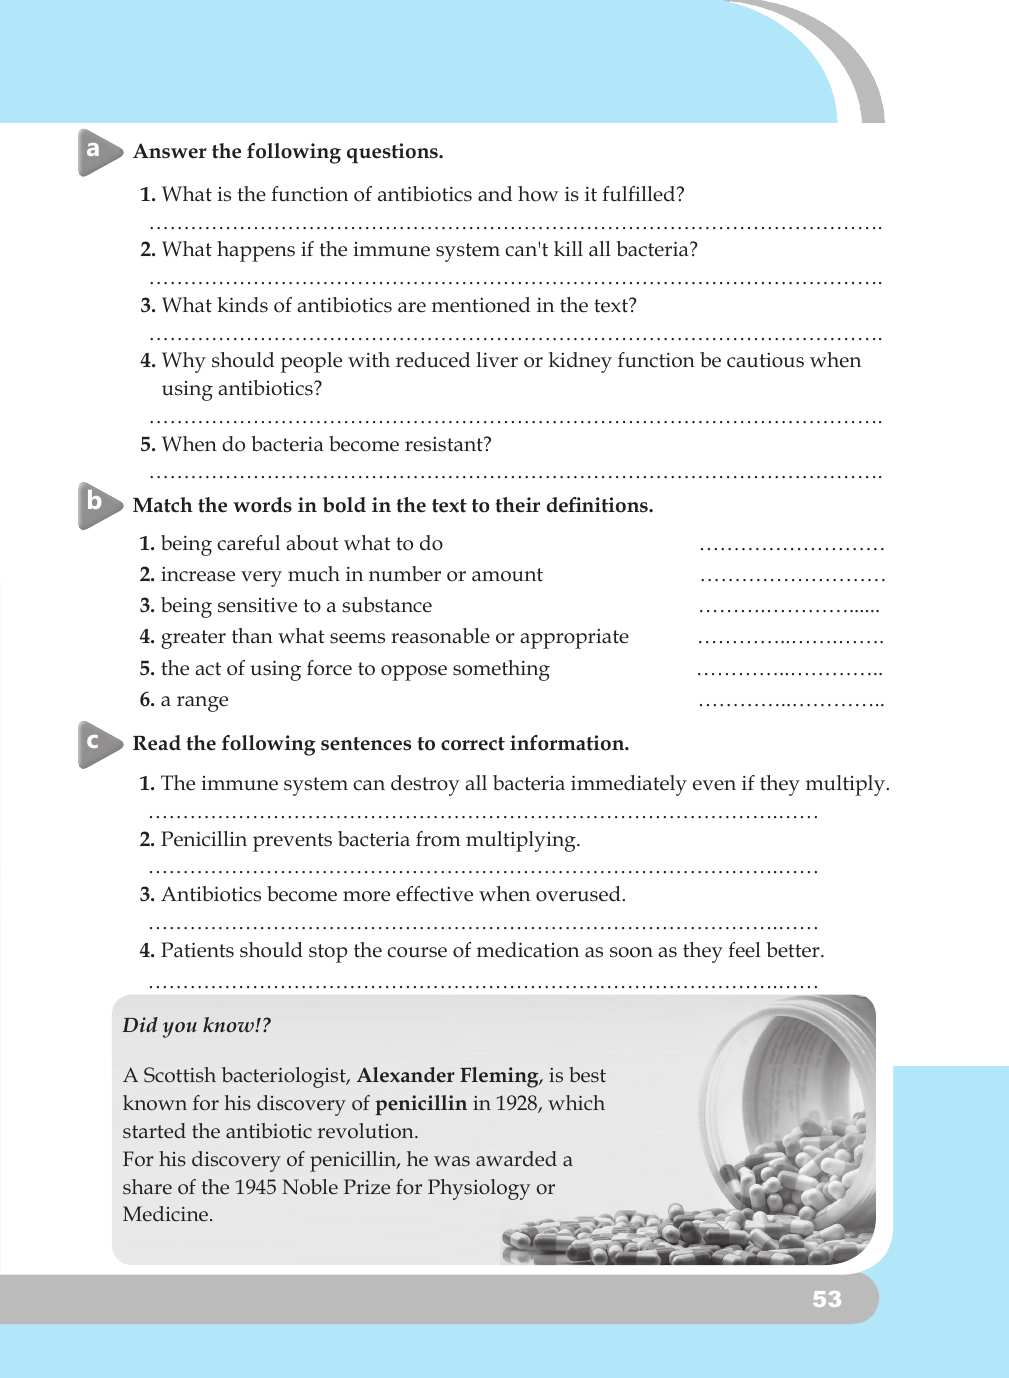 a
Answer the following questions.
1. What is the function of antibiotics and how is it fulfilled?
……………………………………………………………………………………………….
2. What happens if the immune system can't kill all bacteria?
……………………………………………………………………………………………….
3. What kinds of antibiotics are mentioned in the text?
……………………………………………………………………………………………….
4. Why should people with reduced liver or kidney function be cautious when
using antibiotics?
……………………………………………………………………………………………….
5. When do bacteria become resistant?
……………………………………………………………………………………………….
b
Match the words in bold in the text to their definitions.
1. being careful about what to do ………………………
2. increase very much in number or amount ………………………
3. being sensitive to a substance ……….…………......
4. greater than what seems reasonable or appropriate …………..…….…….
5. the act of using force to oppose something …………..…………..
6. a range …………..…………..
c
Read the following sentences to correct information.
1. The immune system can destroy all bacteria immediately even if they multiply.
……………………………………………………………………………….……
2. Penicillin prevents bacteria from multiplying.
……………………………………………………………………………….……
3. Antibiotics become more effective when overused.
……………………………………………………………………………….……
4. Patients should stop the course of medication as soon as they feel better.
……………………………………………………………………………….……
Did you know!?
A Scottish bacteriologist, Alexander Fleming, is best
known for his discovery of penicillin in 1928, which
started the antibiotic revolution.
For his discovery of penicillin, he was awarded a
share of the 1945 Noble Prize for Physiology or
Medicine.
53